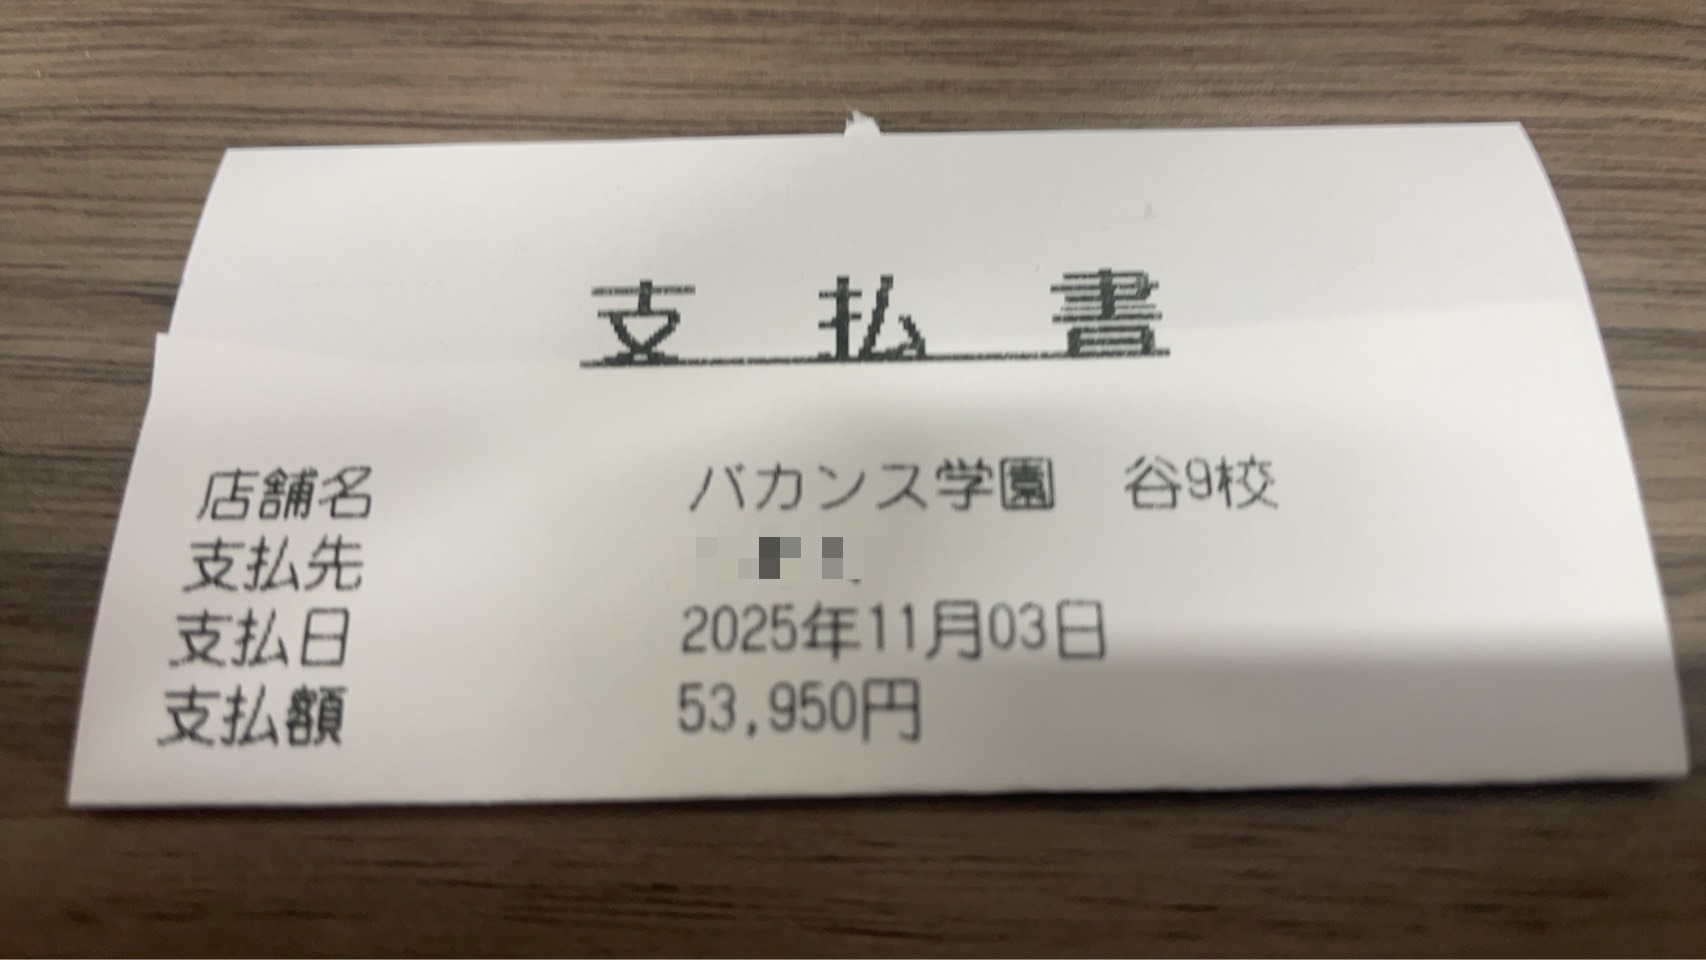 支払書
店舗名 バカンス学園 谷9校
支払先
支払日 2025年11月03日
支払額 53,950円